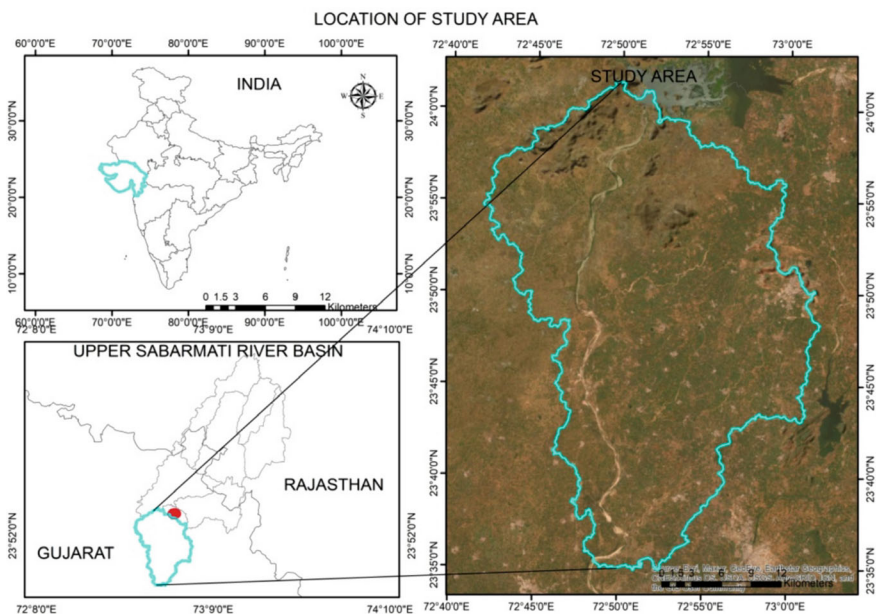 LOCATION OF STUDY AREA
60°0'0"E 70°0'0"E 80°0'0"E 90°0'0"E 100°0'0"E
72°40'0"E 72°45'0"E 72°50'0"E 72°55'0"E 73°0'0"E
INDIA
N
W E
S
30°0'0"N 30°0'0"N
20°0'0"N 20°0'0"N
10°0'0"N 10°0'0"N
0 1.5 3 6 9 12
Kilometers
60°0'0"E 70°0'0"E 80°0'0"E 90°0'0"E 100°0'0"E
72°8'0"E 73°9'0"E 74°10'0"E
UPPER SABARMATI RIVER BASIN
RAJASTHAN
GUJARAT
23°52'0"N 23°52'0"N
72°8'0"E 73°9'0"E 74°10'0"E
STUDY AREA
24°0'0"N 24°0'0"N
23°55'0"N 23°55'0"N
23°50'0"N 23°50'0"N
23°45'0"N 23°45'0"N
23°40'0"N 23°40'0"N
23°35'0"N 23°35'0"N
Kilometers
72°40'0"E 72°45'0"E 72°50'0"E 72°55'0"E 73°0'0"E